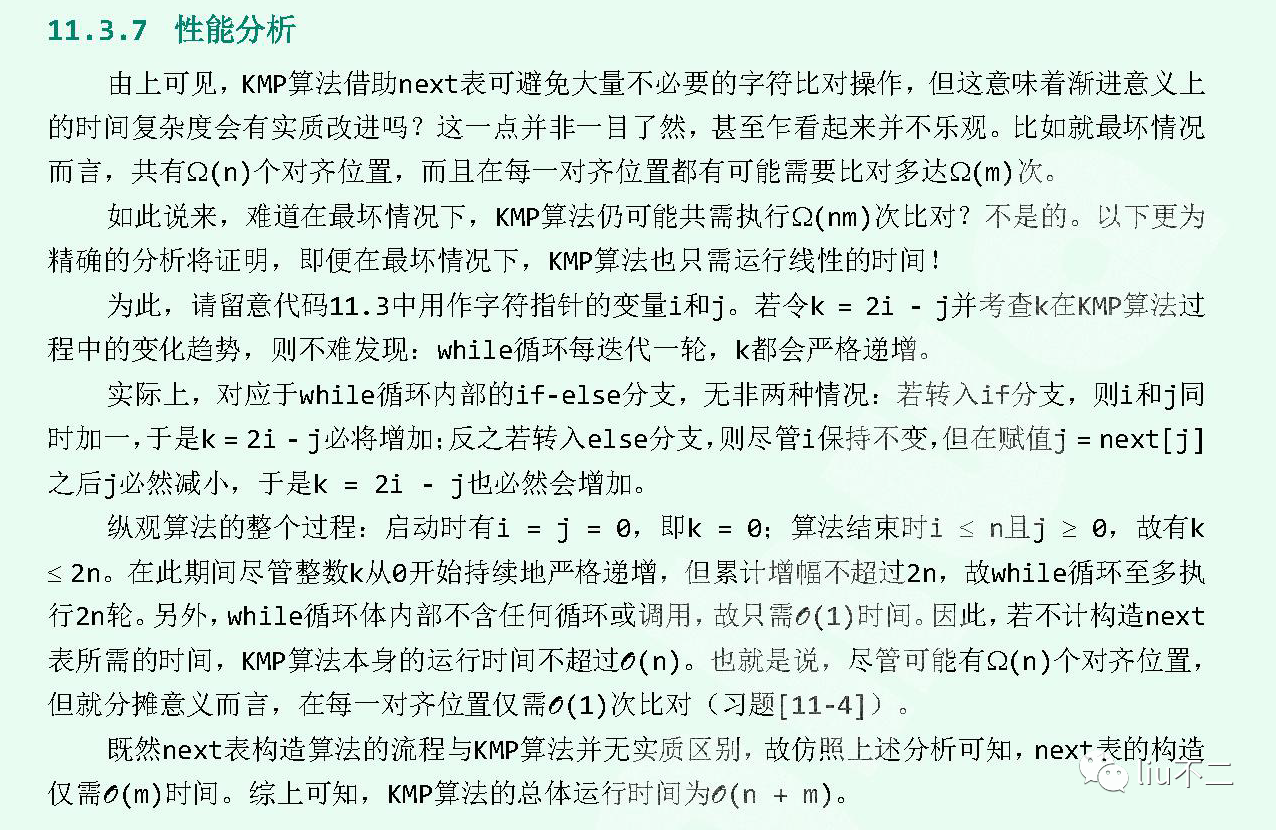 11.3.7 性能分析
由上可见，KMP算法借助next表可避免大量不必要的字符比对操作，但这意味着渐进意义上
的时间复杂度会有实质改进吗？这一点并非一目了然，甚至乍看起来并不乐观。比如就最坏情况
而言，共有Ω(n)个对齐位置，而且在每一对齐位置都有可能需要比对多达Ω(m)次。
如此说来，难道在最坏情况下，KMP算法仍可能共需执行Ω(nm)次比对？不是的。以下更为
精确的分析将证明，即便在最坏情况下，KMP算法也只需运行线性的时间！
为此，请留意代码11.3中用作字符指针的变量i和j。若令k = 2i - j并考查k在KMP算法过
程中的变化趋势，则不难发现：while循环每迭代一轮，k都会严格递增。
实际上，对应于while循环内部的if-else分支，无非两种情况：若转入if分支，则i和j同
时加一，于是k = 2i - j必将增加；反之若转入else分支，则尽管i保持不变，但在赋值j = next[j]
之后j必然减小，于是k = 2i - j也必然会增加。
纵观算法的整个过程：启动时有i = j = 0，即k = 0；算法结束时i ≤ n且j ≥ 0，故有k
≤ 2n。在此期间尽管整数k从0开始持续地严格递增，但累计增幅不超过2n，故while循环至多执
行2n轮。另外，while循环体内部不含任何循环或调用，故只需O(1)时间。因此，若不计构造next
表所需的时间，KMP算法本身的运行时间不超过O(n)。也就是说，尽管可能有Ω(n)个对齐位置，
但就分摊意义而言，在每一对齐位置仅需O(1)次比对（习题[11-4]）。
既然next表构造算法的流程与KMP算法并无实质区别，故仿照上述分析可知，next表的构造
仅需O(m)时间。综上可知，KMP算法的总体运行时间为O(n + m)。
liu不二